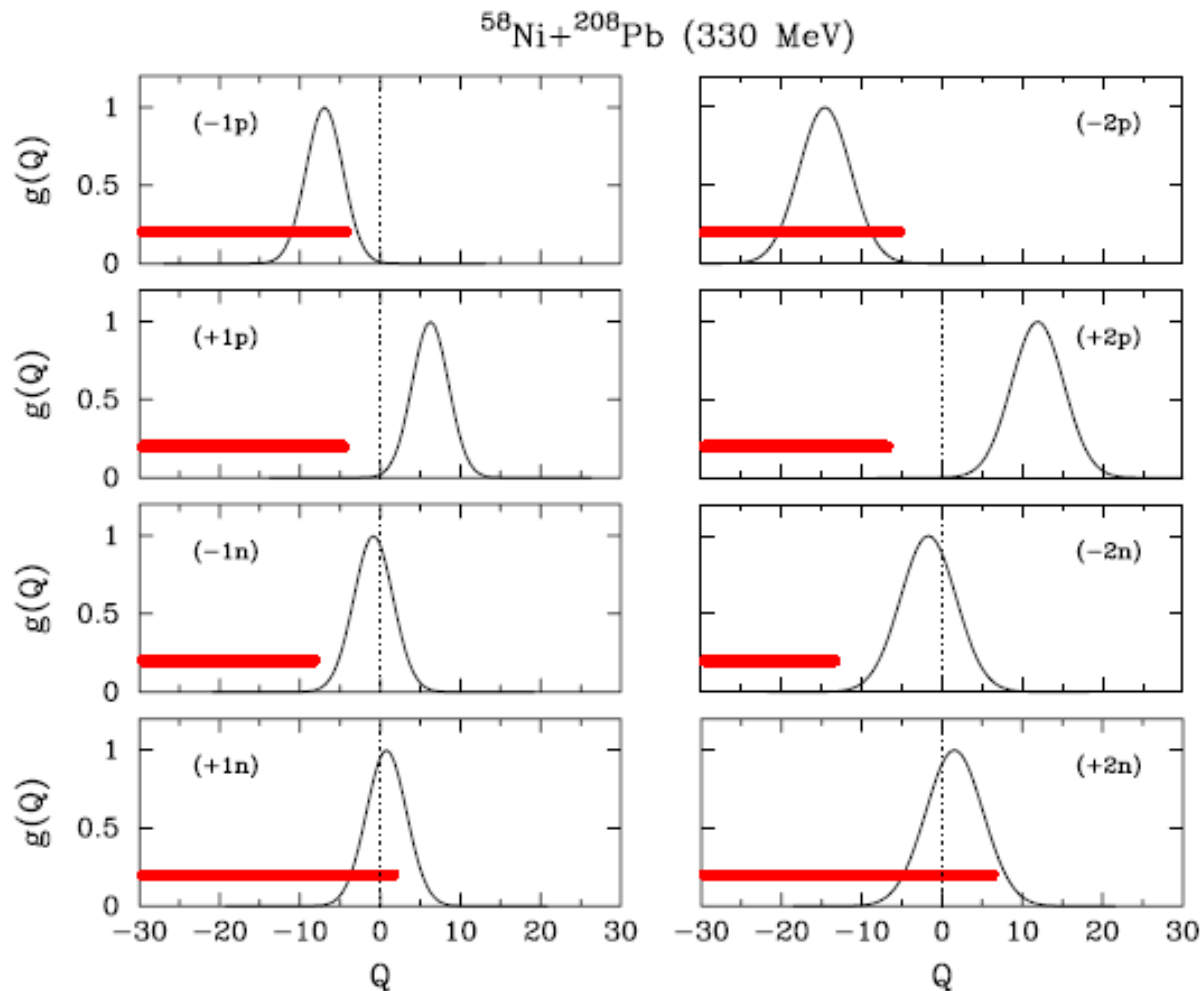 ⁵⁸Ni+²⁰⁸Pb (330 MeV)
g(Q)
1
0.5
0
(-1p)
(-2p)
g(Q)
1
0.5
0
(+1p)
(+2p)
g(Q)
1
0.5
0
(-1n)
(-2n)
g(Q)
1
0.5
0
(+1n)
(+2n)
-30 -20 -10 0 10 20 30
-30 -20 -10 0 10 20 30
Q
Q